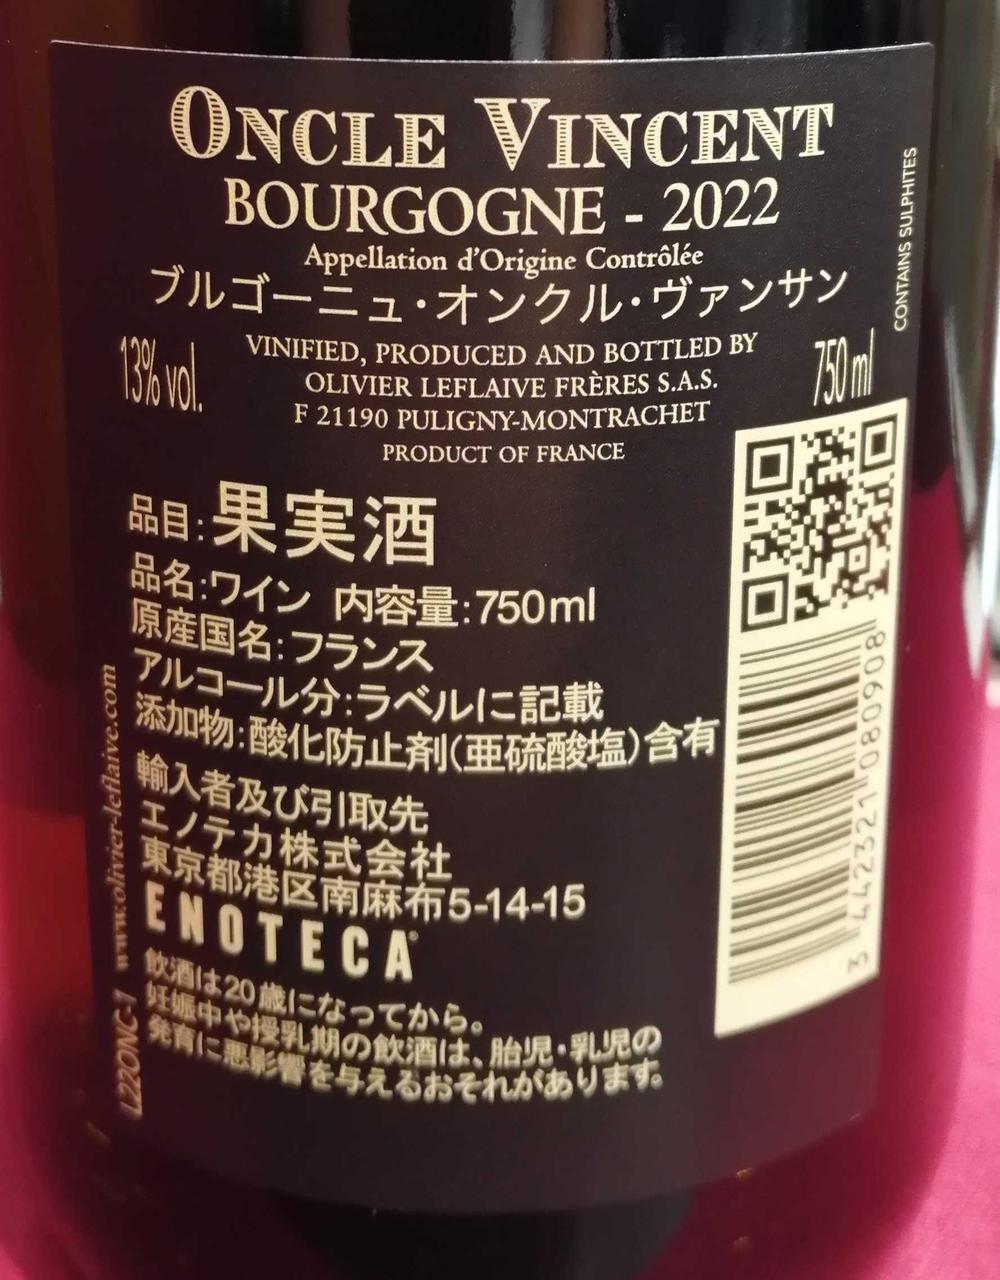 ONCLE VINCENT
BOURGOGNE - 2022
Appellation d'Origine Contrôlée
ブルゴーニュ・オンクル・ヴァンサン
CONTAINS SULPHITES
13% vol.
VINIFIED, PRODUCED AND BOTTLED BY
OLIVIER LEFLAIVE FRÈRES S.A.S.
F 21190 PULIGNY-MONTRACHET
PRODUCT OF FRANCE
750 ml
品目:果実酒
品名:ワイン 内容量:750ml
原産国名:フランス
アルコール分:ラベルに記載
添加物:酸化防止剤(亜硫酸塩)含有
輸入者及び引取先
エノテカ株式会社
東京都港区南麻布5-14-15
ENOTECA
飲酒は20歳になってから。
妊娠中や授乳期の飲酒は、胎児・乳児の
発育に悪影響を与えるおそれがあります。
www.olivier-leflaive.com
L22ONC-1
3 442321 080908